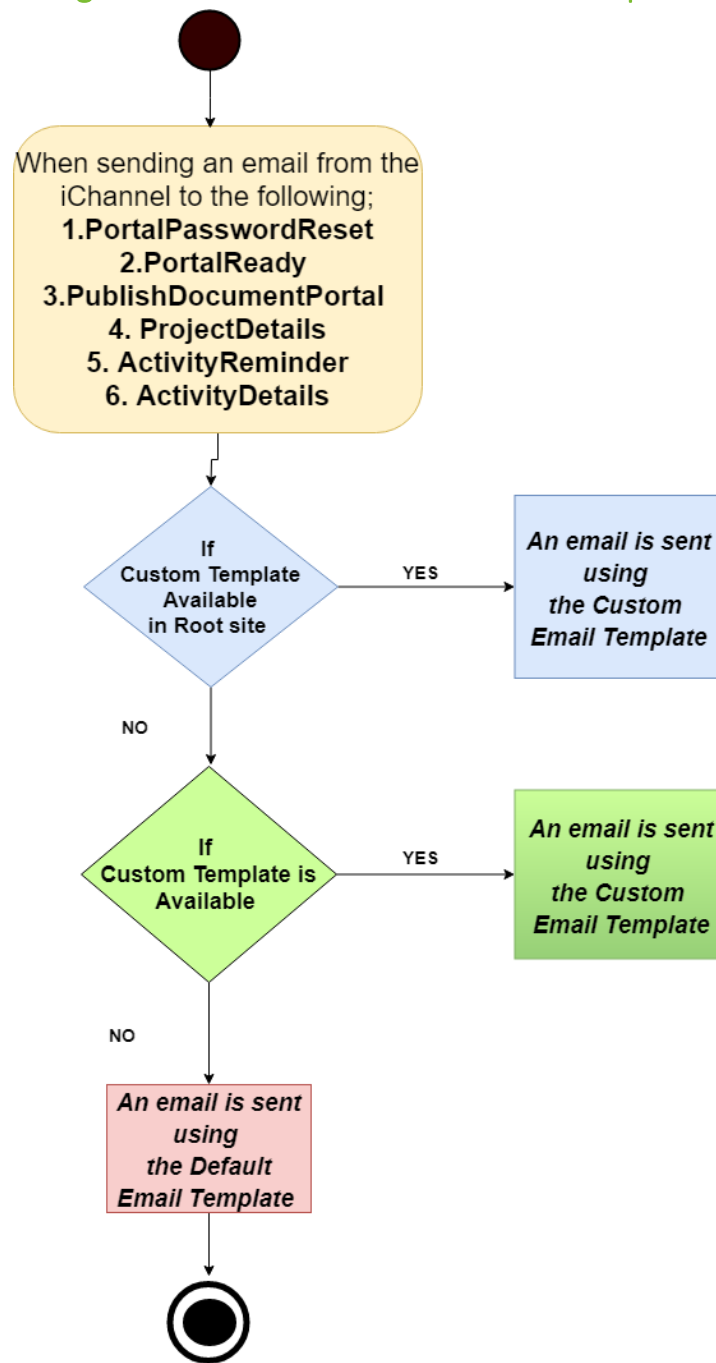 When sending an email from the
iChannel to the following;
1.PortalPasswordReset
2.PortalReady
3.PublishDocumentPortal
4. ProjectDetails
5. ActivityReminder
6. ActivityDetails
If
Custom Template
Available
in Root site
YES
An email is sent
using
the Custom
Email Template
NO
If
Custom Template is
Available
YES
An email is sent
using
the Custom
Email Template
NO
An email is sent
using
the Default
Email Template